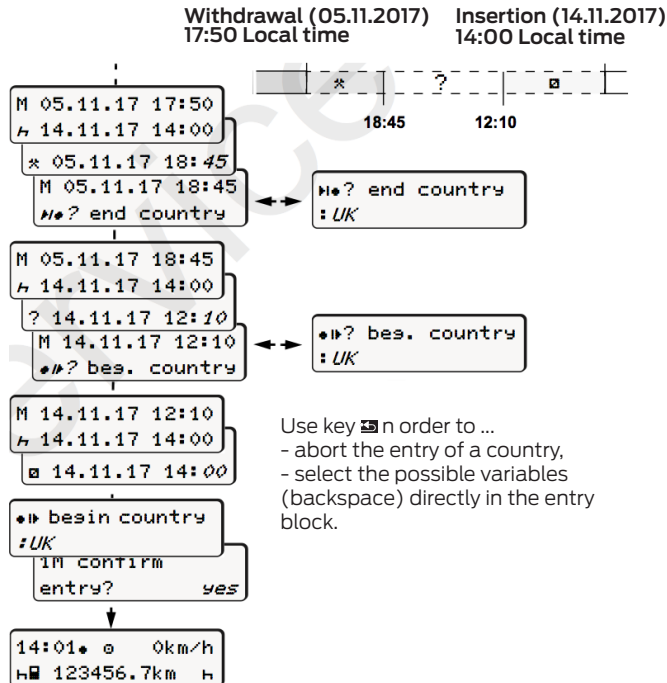 Withdrawal (05.11.2017)
17:50 Local time
Insertion (14.11.2017)
14:00 Local time
?
18:45
12:10
M 05.11.17 17:50
14.11.17 14:00
05.11.17 18:45
M 05.11.17 18:45
? end country
? end country
: UK
M 05.11.17 18:45
14.11.17 14:00
? 14.11.17 12:10
M 14.11.17 12:10
? beg. country
? beg. country
: UK
M 14.11.17 12:10
14.11.17 14:00
14.11.17 14:00
Use key n order to ...
- abort the entry of a country,
- select the possible variables
(backspace) directly in the entry
block.
begin country
: UK
1M confirm
entry? yes
14:01 0km/h
123456.7km